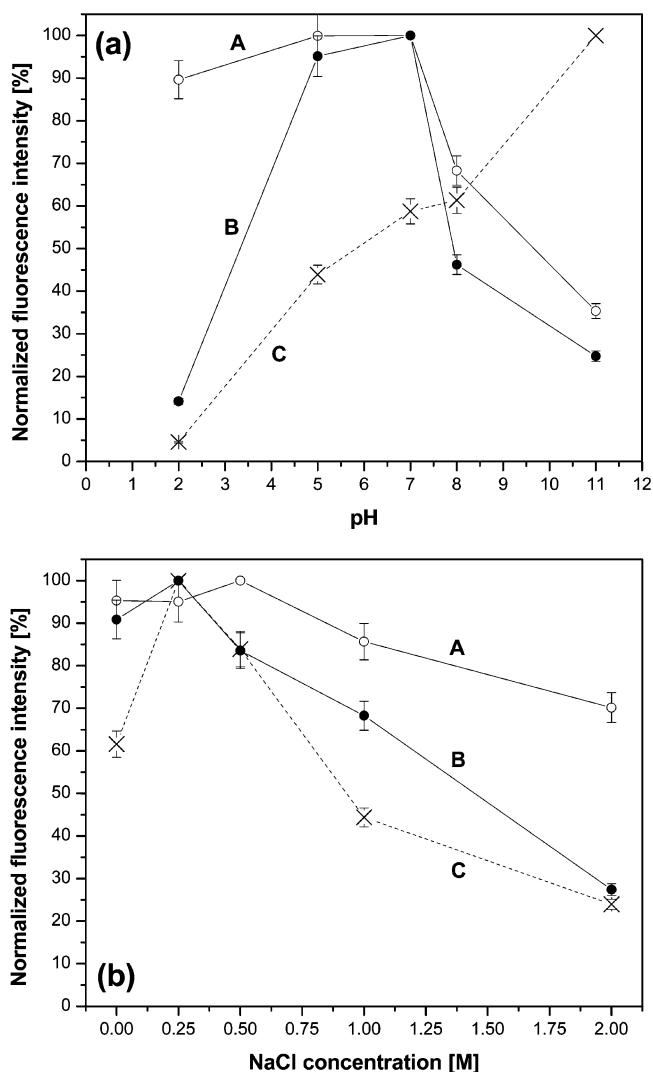 (a)
A
B
C
Normalized fluorescence intensity [%]
100
90
80
70
60
50
40
30
20
10
0
0 1 2 3 4 5 6 7 8 9 10 11 12
pH
(b)
A
B
C
Normalized fluorescence intensity [%]
100
90
80
70
60
50
40
30
20
10
0
0.00 0.25 0.50 0.75 1.00 1.25 1.50 1.75 2.00
NaCl concentration [M]